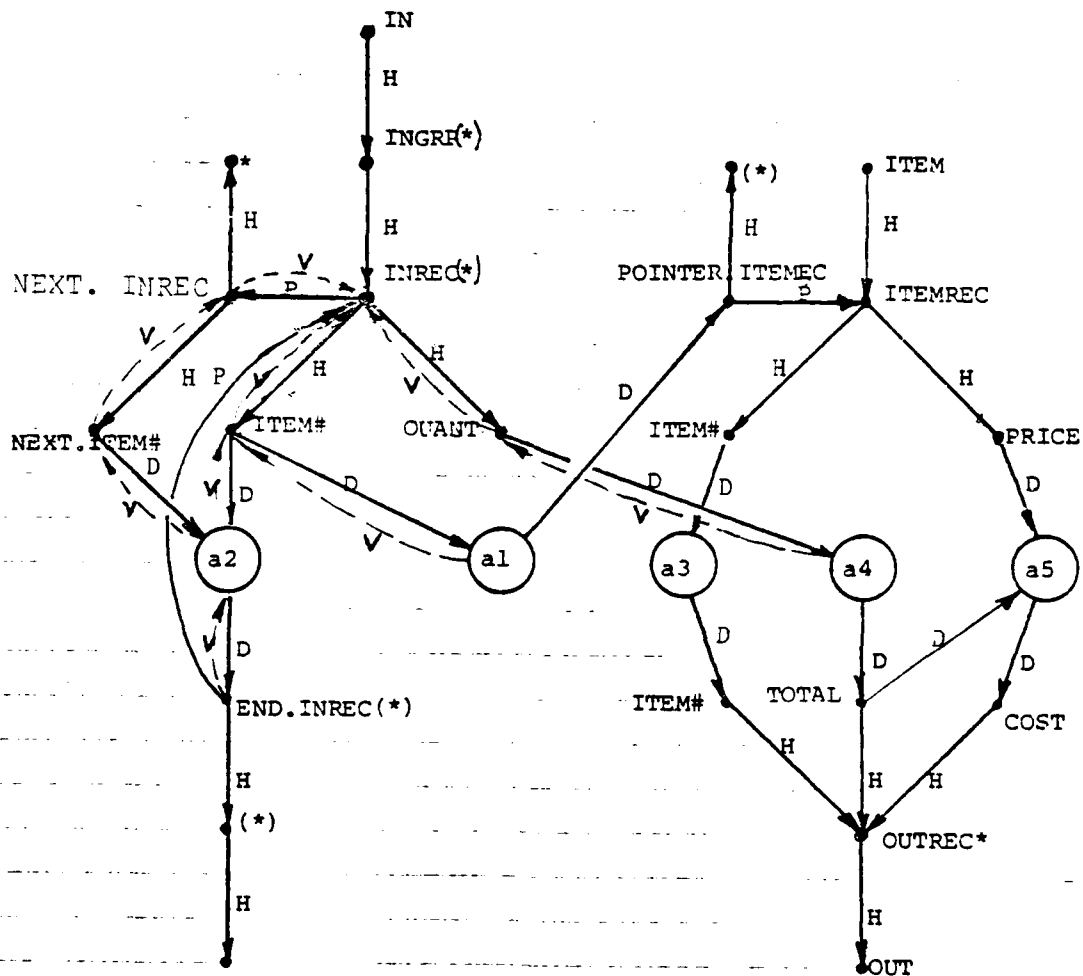 IN
H
INGRP(*)
* (*) ITEM
H H H H
NEXT. INREC V P INREC(*) POINTER ITEMEC P ITEMREC
V H P V H V H H H
NEXT.ITEM# ITEM# QUANT ITEM# PRICE
D V V D D V D V D D
a2 a1 a3 a4 a5
V D D D D D
END.INREC(*) ITEM# TOTAL COST
H H H H
(*) OUTREC*
H H
OUT